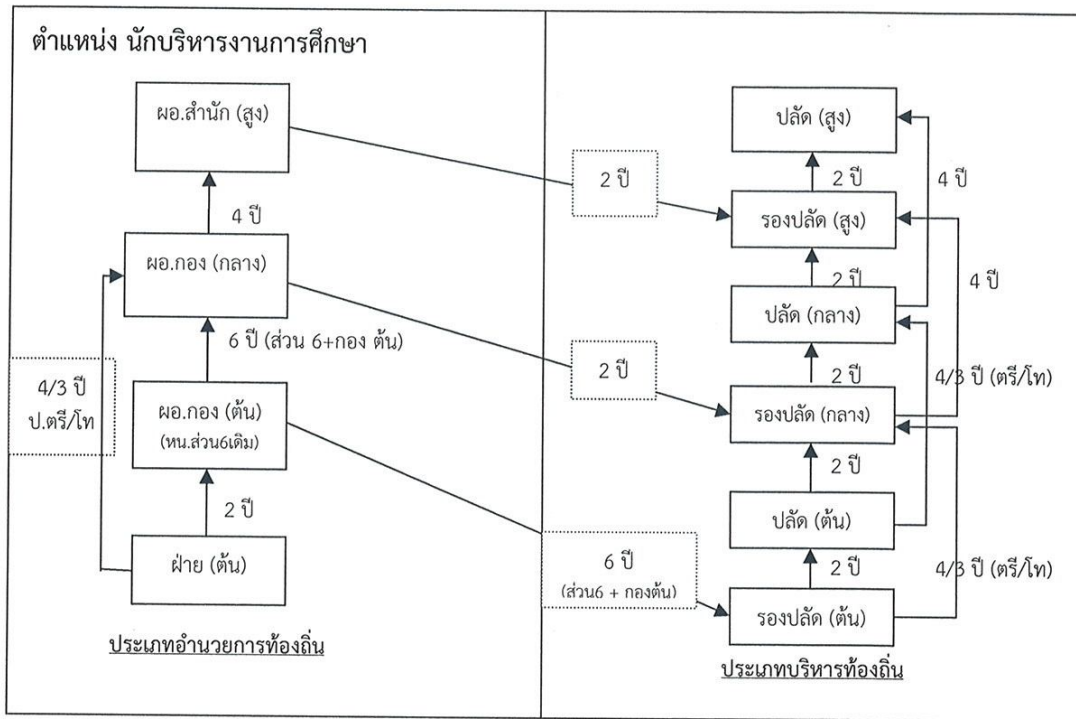 ตำแหน่ง นักบริหารงานการศึกษา
ผอ.สำนัก (สูง)
4 ปี
ผอ.กอง (กลาง)
6 ปี (ส่วน 6+กอง ต้น)
4/3 ปี
ป.ตรี/โท
ผอ.กอง (ต้น)
(หน.ส่วน6เดิม)
2 ปี
ฝ่าย (ต้น)
ประเภทอำนวยการท้องถิ่น
2 ปี
2 ปี
6 ปี
(ส่วน6 + กองต้น)
ปลัด (สูง)
2 ปี
4 ปี
รองปลัด (สูง)
2 ปี
4 ปี
ปลัด (กลาง)
2 ปี
4/3 ปี (ตรี/โท)
รองปลัด (กลาง)
2 ปี
ปลัด (ต้น)
2 ปี
4/3 ปี (ตรี/โท)
รองปลัด (ต้น)
ประเภทบริหารท้องถิ่น